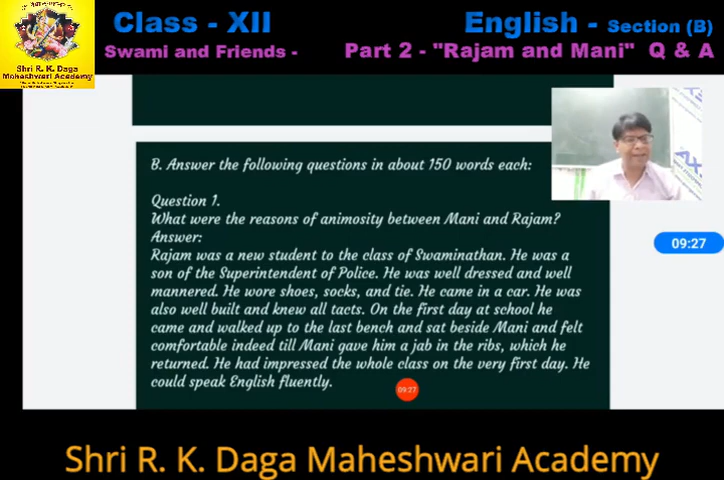 Class - XII
English - Section (B)
Swami and Friends -
Part 2 - "Rajam and Mani" Q & A
Shri R. K. Daga
Maheshwari Academy
B. Answer the following questions in about 150 words each:
Question 1.
What were the reasons of animosity between Mani and Rajam?
Answer:
Rajam was a new student to the class of Swaminathan. He was a
son of the Superintendent of Police. He was well dressed and well
mannered. He wore shoes, socks, and tie. He came in a car. He was
also well built and knew all tacts. On the first day at school he
came and walked up to the last bench and sat beside Mani and felt
comfortable indeed till Mani gave him a jab in the ribs, which he
returned. He had impressed the whole class on the very first day. He
could speak English fluently.
09:27
09:27
Shri R. K. Daga Maheshwari Academy